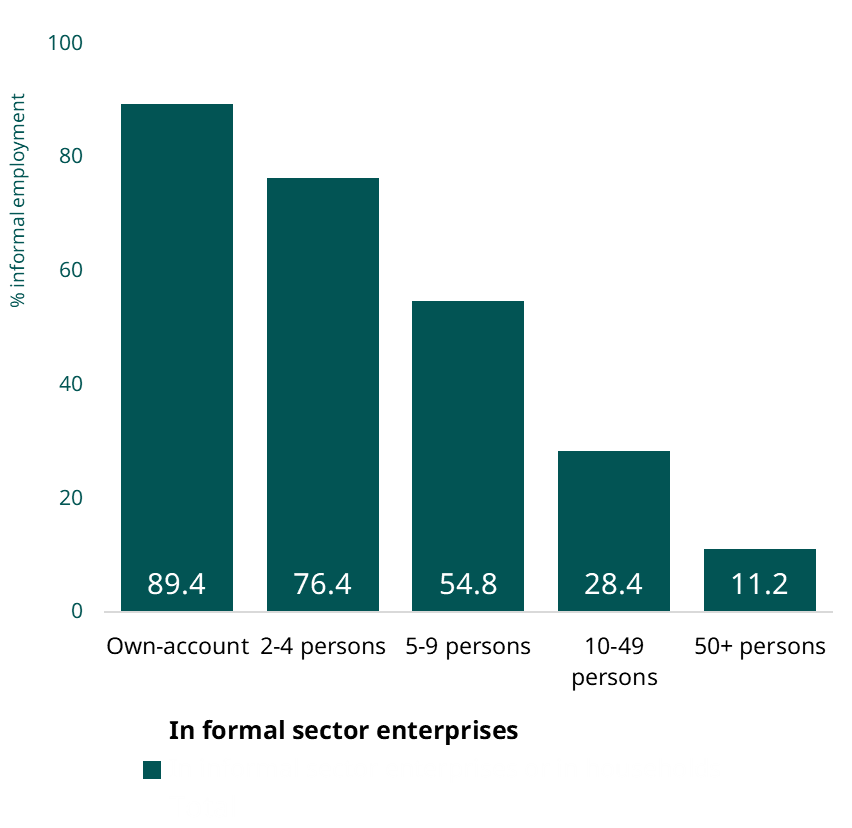 % informal employment
100
80
60
40
20
0
89.4
76.4
54.8
28.4
11.2
Own-account
2-4 persons
5-9 persons
10-49
persons
50+ persons
In formal sector enterprises